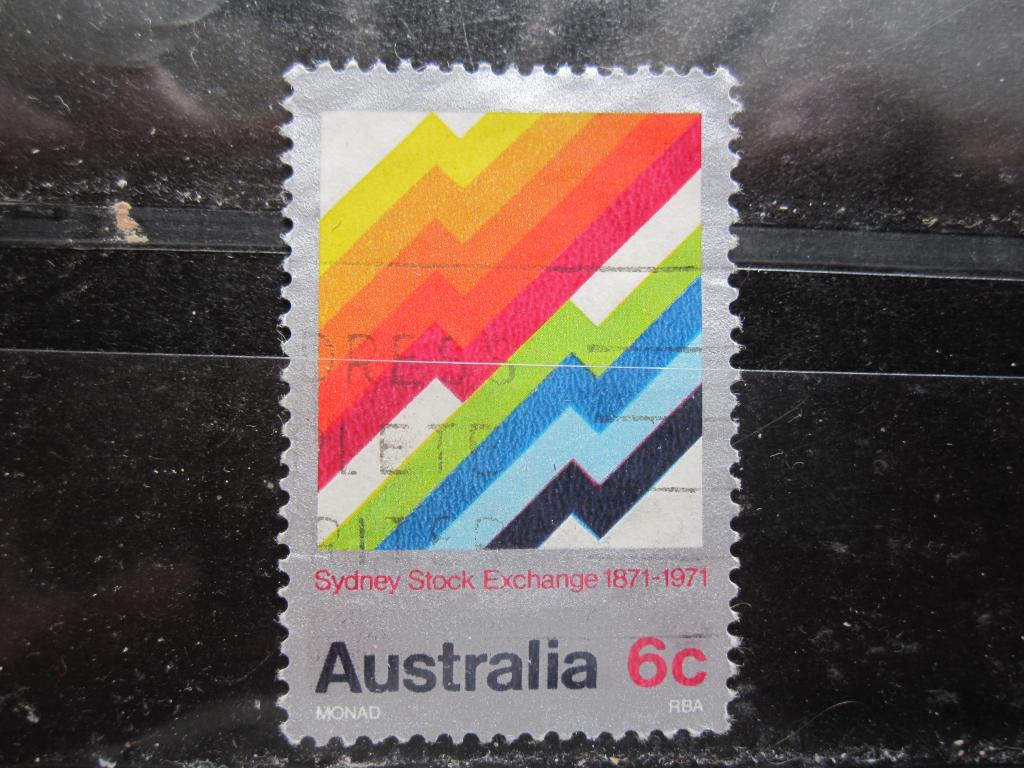 Sydney Stock Exchange 1871-1971
Australia 6c
MONAD RBA